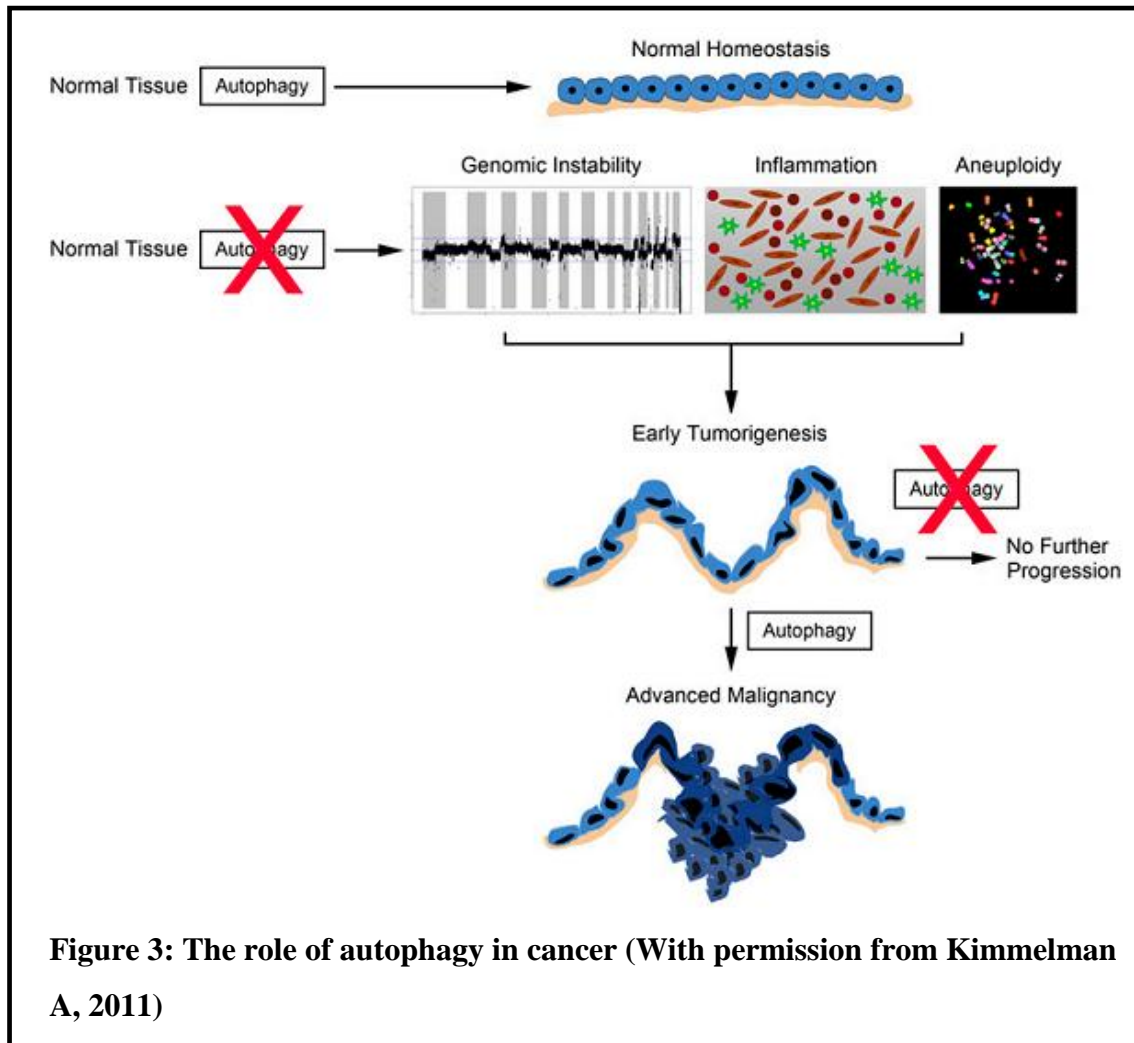 Normal Homeostasis
Normal Tissue Autophagy
Genomic Instability Inflammation Aneuploidy
Normal Tissue Autophagy
Early Tumorigenesis
Autophagy
No Further
Progression
Autophagy
Advanced Malignancy
Figure 3: The role of autophagy in cancer (With permission from Kimmelman
A, 2011)